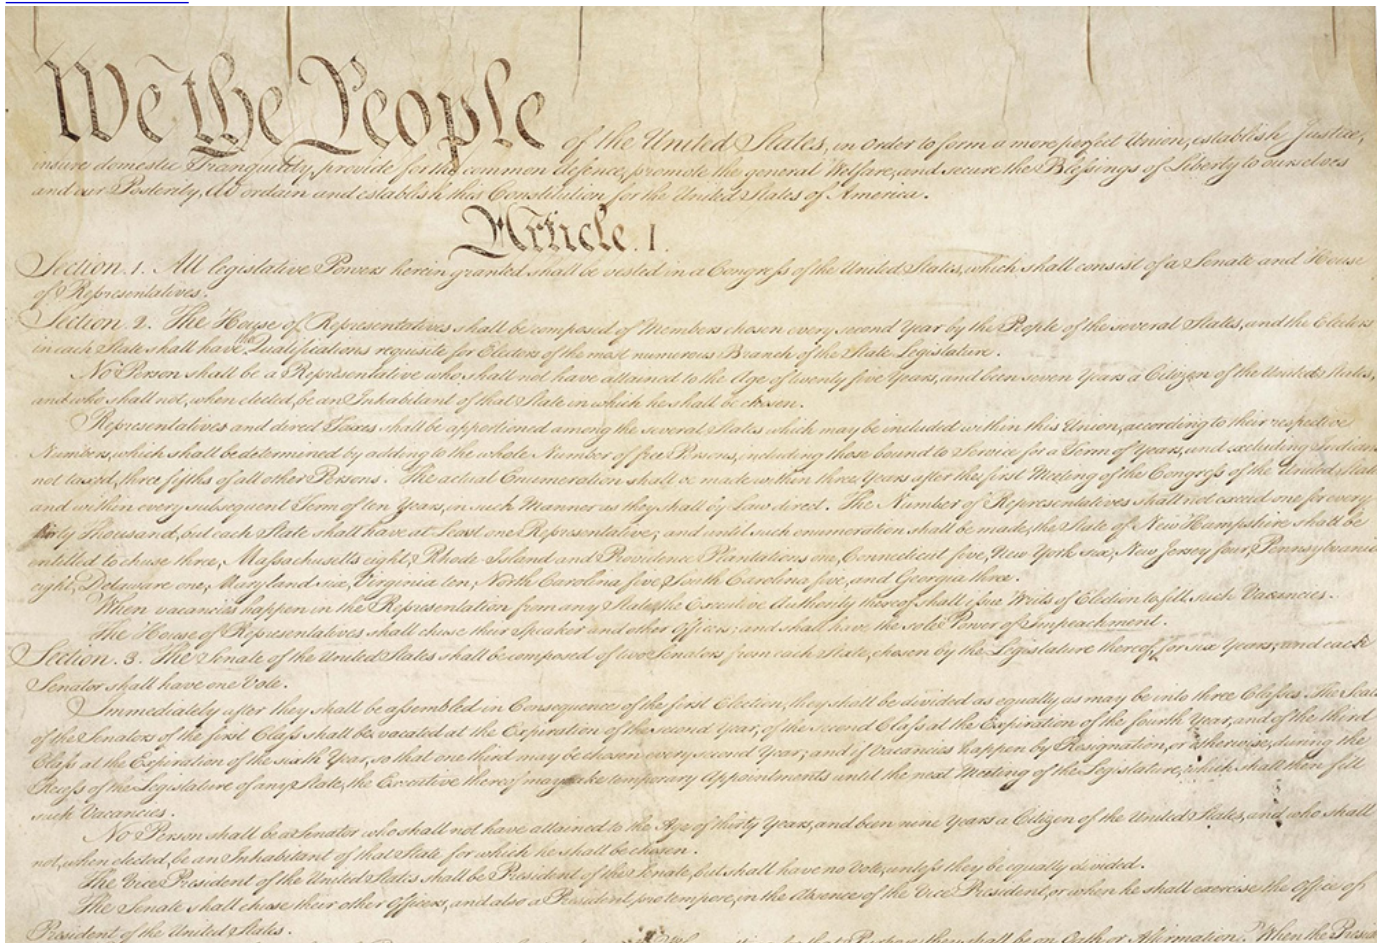 We the People of the United States, in Order to form a more perfect Union, establish Justice,
insure domestic Tranquility, provide for the common defence, promote the general Welfare, and secure the Blessings of Liberty to ourselves
and our Posterity, do ordain and establish this Constitution for the United States of America.
Article. I.
Section. 1. All legislative Powers herein granted shall be vested in a Congress of the United States, which shall consist of a Senate and House
of Representatives.
Section. 2. The House of Representatives shall be composed of Members chosen every second Year by the People of the several States, and the Electors
in each State shall have the Qualifications requisite for Electors of the most numerous Branch of the State Legislature.
No Person shall be a Representative who shall not have attained to the Age of twenty five Years, and been seven Years a Citizen of the United States,
and who shall not, when elected, be an Inhabitant of that State in which he shall be chosen.
Representatives and direct Taxes shall be apportioned among the several States which may be included within this Union, according to their respective
Numbers, which shall be determined by adding to the whole Number of free Persons, including those bound to Service for a Term of Years, and excluding Indians
not taxed, three fifths of all other Persons. The actual Enumeration shall be made within three Years after the first Meeting of the Congress of the United States,
and within every subsequent Term of ten Years, in such Manner as they shall by Law direct. The Number of Representatives shall not exceed one for every
thirty Thousand, but each State shall have at Least one Representative; and until such enumeration shall be made, the State of New Hampshire shall be
entitled to chuse three, Massachusetts eight, Rhode Island and Providence Plantations one, Connecticut five, New York six, New Jersey four, Pennsylvania
eight, Delaware one, Maryland six, Virginia ten, North Carolina five, South Carolina five, and Georgia three.
When vacancies happen in the Representation from any State, the Executive Authority thereof shall issue Writs of Election to fill such Vacancies.
The House of Representatives shall chuse their Speaker and other Officers; and shall have the sole Power of Impeachment.
Section. 3. The Senate of the United States shall be composed of two Senators from each State, chosen by the Legislature thereof, for six Years; and each
Senator shall have one Vote.
Immediately after they shall be assembled in Consequence of the first Election, they shall be divided as equally as may be into three Classes. The Seats
of the Senators of the first Class shall be vacated at the Expiration of the second Year, of the second Class at the Expiration of the fourth Year, and of the third
Class at the Expiration of the sixth Year, so that one third may be chosen every second Year; and if Vacancies happen by Resignation, or otherwise, during the
Recess of the Legislature of any State, the Executive thereof may make temporary Appointments until the next Meeting of the Legislature, which shall then fill
such Vacancies.
No Person shall be a Senator who shall not have attained to the Age of thirty Years, and been nine Years a Citizen of the United States, and who shall
not, when elected, be an Inhabitant of that State for which he shall be chosen.
The Vice President of the United States shall be President of the Senate, but shall have no Vote, unless they be equally divided.
The Senate shall chuse their other Officers, and also a President pro tempore, in the Absence of the Vice President, or when he shall exercise the Office of
President of the United States.
they shall be on Oath or Affirmation. When the